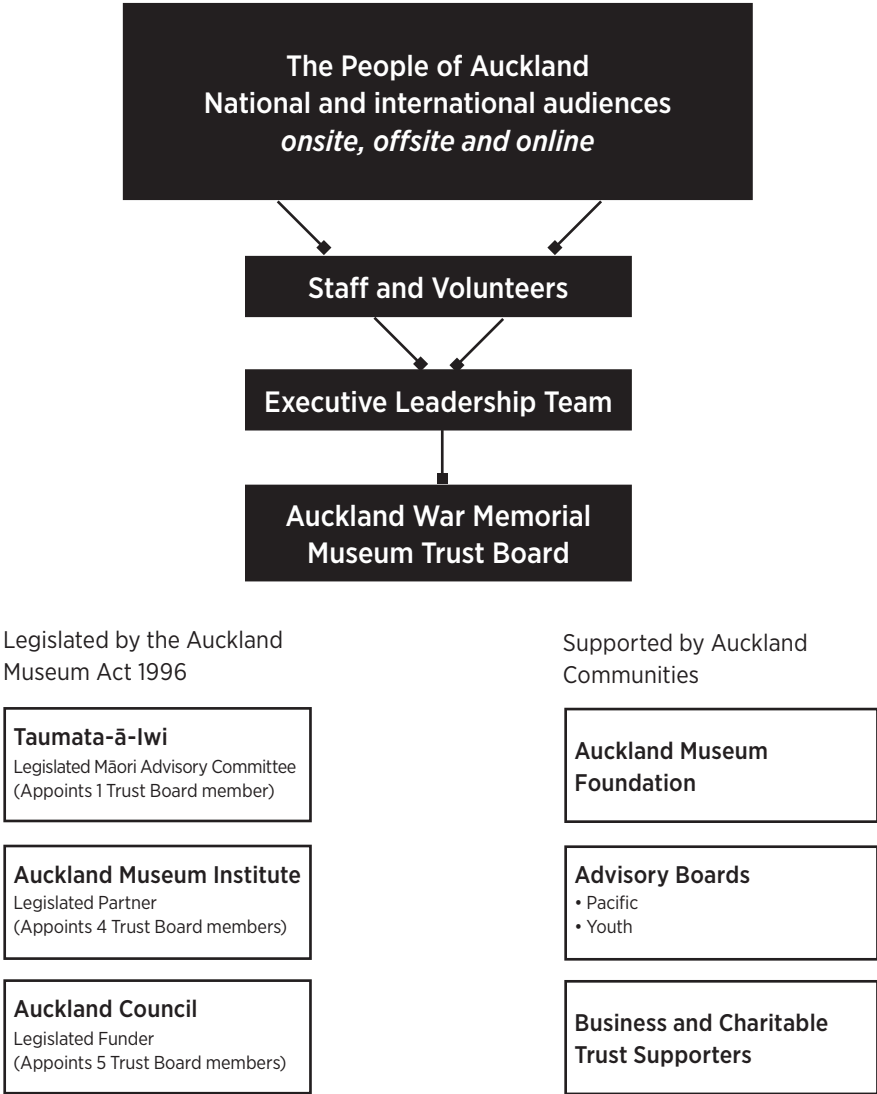 The People of Auckland
National and international audiences
onsite, offsite and online
Staff and Volunteers
Executive Leadership Team
Auckland War Memorial
Museum Trust Board
Legislated by the Auckland
Museum Act 1996
Taumata-ā-Iwi
Legislated Māori Advisory Committee
(Appoints 1 Trust Board member)
Auckland Museum Institute
Legislated Partner
(Appoints 4 Trust Board members)
Auckland Council
Legislated Funder
(Appoints 5 Trust Board members)
Supported by Auckland
Communities
Auckland Museum
Foundation
Advisory Boards
• Pacific
• Youth
Business and Charitable
Trust Supporters